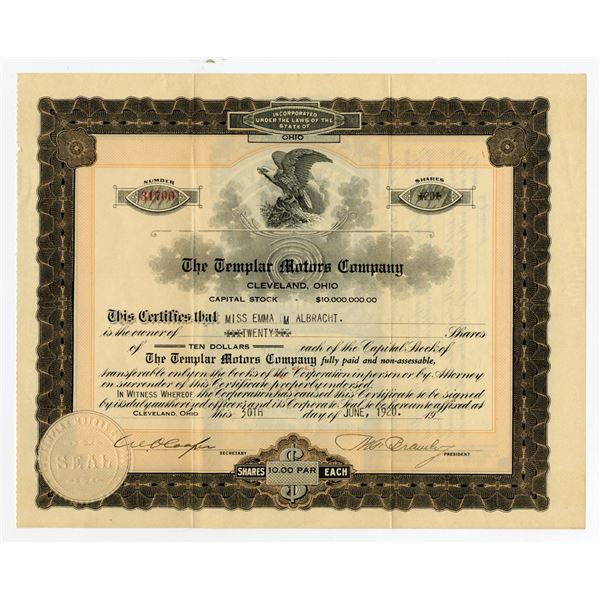 INCORPORATED
UNDER THE LAWS OF THE
STATE OF
OHIO
NUMBER
SHARES
31700
*20*
The Templar Motors Company
CLEVELAND, OHIO
CAPITAL STOCK - $10,000,000.00
This Certifies that MISS EMMA M ALBRACHT.
is the owner of ***TWENTY*** Shares
of TEN DOLLARS each of the Capital Stock of
The Templar Motors Company fully paid and non-assessable,
transferable only on the books of the Corporation in person or by Attorney
on surrender of this Certificate properly endorsed.
IN WITNESS WHEREOF the Corporation has caused this Certificate to be signed
by its duly authorized officers and its Corporate Seal to be hereunto affixed at
CLEVELAND, OHIO this 30TH day of JUNE, 1920. 19
SECRETARY
PRESIDENT
SEAL
SHARES 10.00 PAR EACH